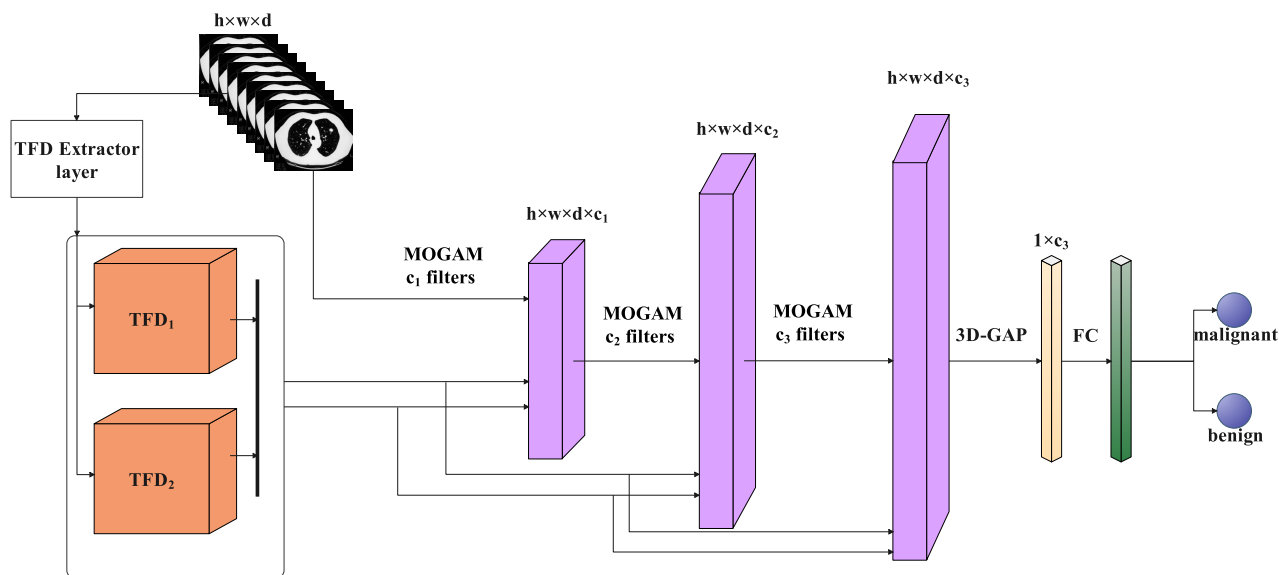 h×w×d
TFD Extractor
layer
TFD₁
TFD₂
MOGAM
c₁ filters
h×w×d×c₁
MOGAM
c₂ filters
h×w×d×c₂
MOGAM
c₃ filters
h×w×d×c₃
3D-GAP
1×c₃
FC
malignant
benign